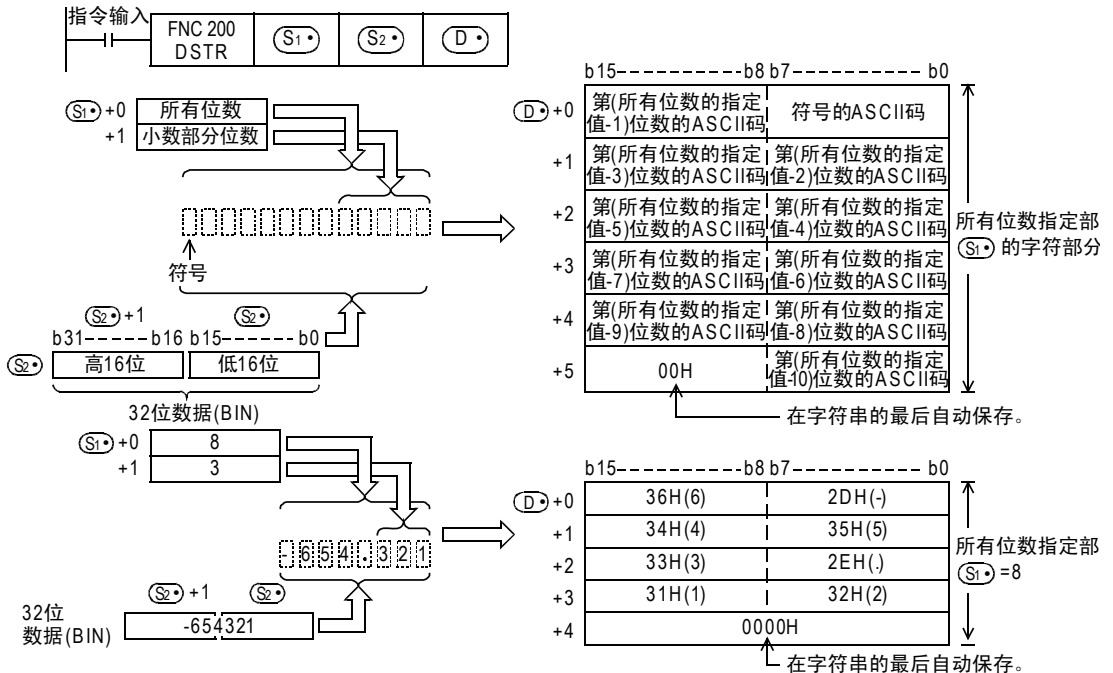 指令输入
FNC 200
DSTR
S1• S2• D•
S1• +0 所有位数
+1 小数部分位数
符号
S2• +1 S2•
b31------b16 b15------b0
S2• 高16位 低16位
32位数据(BIN)
b15------------b8 b7------------b0
D• +0 第(所有位数的指定值-1)位数的ASCII码 符号的ASCII码
+1 第(所有位数的指定值-3)位数的ASCII码 第(所有位数的指定值-2)位数的ASCII码
+2 第(所有位数的指定值-5)位数的ASCII码 第(所有位数的指定值-4)位数的ASCII码
+3 第(所有位数的指定值-7)位数的ASCII码 第(所有位数的指定值-6)位数的ASCII码
+4 第(所有位数的指定值-9)位数的ASCII码 第(所有位数的指定值-8)位数的ASCII码
+5 00H 第(所有位数的指定值-10)位数的ASCII码
所有位数指定部
S1• 的字符部分
在字符串的最后自动保存。
S1• +0 8
+1 3
-654.321
S2• +1 S2•
32位
数据(BIN) -654321
b15------------b8 b7------------b0
D• +0 36H(6) 2DH(-)
+1 34H(4) 35H(5)
+2 33H(3) 2EH(.)
+3 31H(1) 32H(2)
+4 0000H
所有位数指定部
S1• =8
在字符串的最后自动保存。